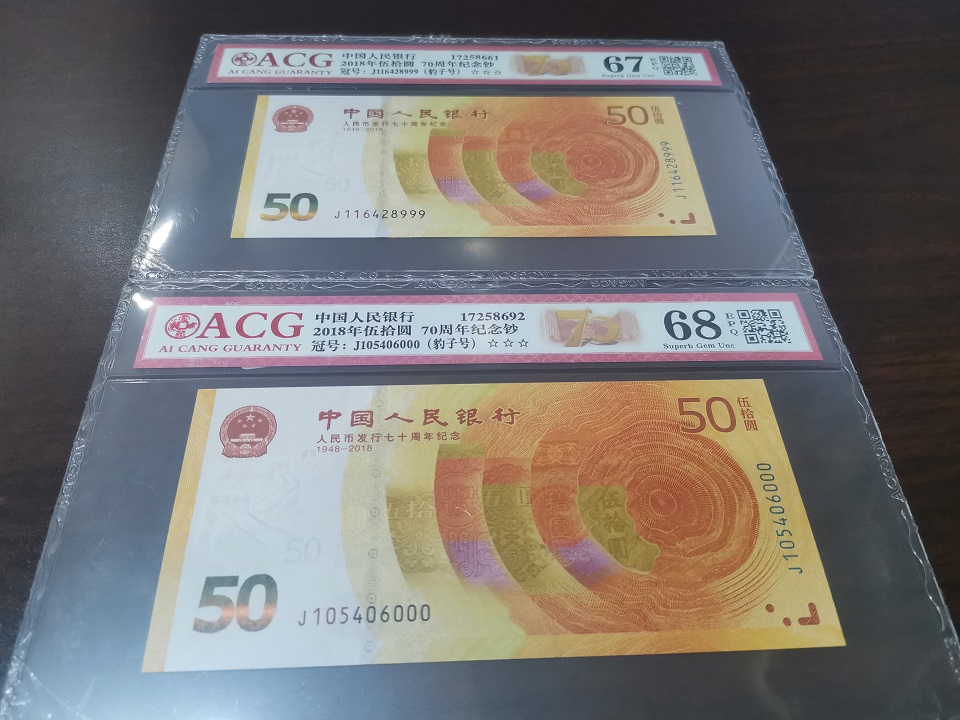 ACG
AI CANG GUARANTY
中国人民银行 17258661
2018年伍拾圆 70周年纪念钞
冠号：J116428999（豹子号）☆☆☆
70
67
EPQ
Superb Gem Unc
中国人民银行
人民币发行七十周年纪念
1948-2018
50
伍拾圆
50
50
J116428999
J116428999
ACG
AI CANG GUARANTY
中国人民银行 17258692
2018年伍拾圆 70周年纪念钞
冠号：J105406000（豹子号）☆☆☆
70
68
EPQ
Superb Gem Unc
中国人民银行
人民币发行七十周年纪念
1948-2018
50
伍拾圆
50
50
J105406000
J105406000